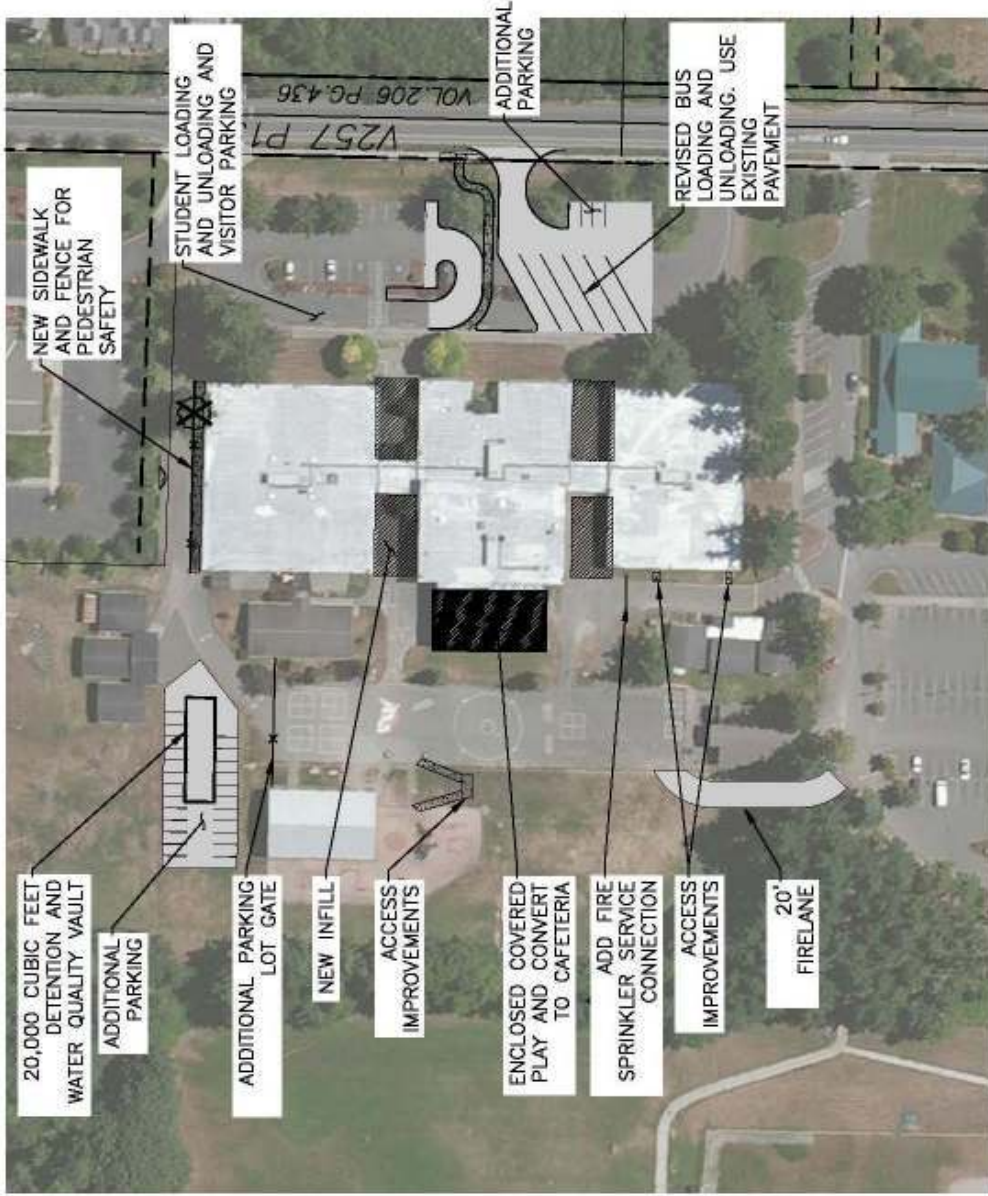 20,000 CUBIC FEET
DETENTION AND
WATER QUALITY VAULT
ADDITIONAL
PARKING
ADDITIONAL PARKING
LOT GATE
NEW INFILL
ACCESS
IMPROVEMENTS
ENCLOSED COVERED
PLAY AND CONVERT
TO CAFETERIA
ADD FIRE
SPRINKLER SERVICE
CONNECTION
ACCESS
IMPROVEMENTS
20'
FIRELANE
NEW SIDEWALK
AND FENCE FOR
PEDESTRIAN
SAFETY
STUDENT LOADING
AND UNLOADING AND
VISITOR PARKING
V257 P1
VOL.206 PG.436
ADDITIONAL
PARKING
REVISED BUS
LOADING AND
UNLOADING. USE
EXISTING
PAVEMENT